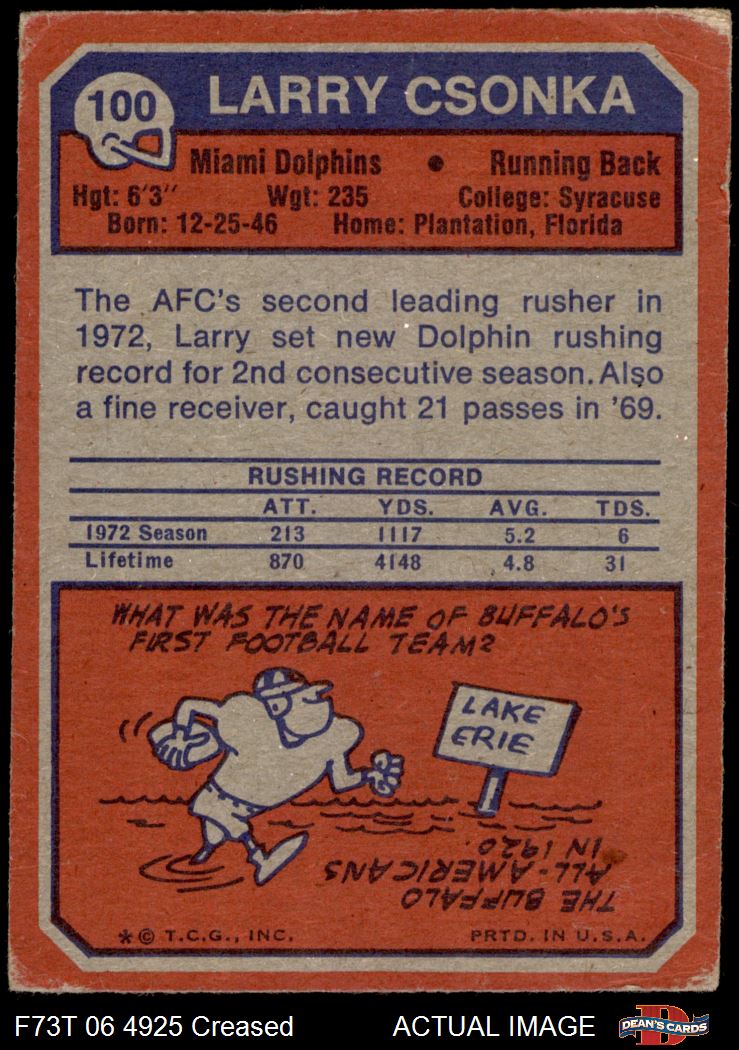 100
LARRY CSONKA
Miami Dolphins • Running Back
Hgt: 6'3" Wgt: 235 College: Syracuse
Born: 12-25-46 Home: Plantation, Florida
The AFC's second leading rusher in
1972, Larry set new Dolphin rushing
record for 2nd consecutive season. Also
a fine receiver, caught 21 passes in '69.
RUSHING RECORD
ATT. YDS. AVG. TDS.
1972 Season 213 1117 5.2 6
Lifetime 870 4148 4.8 31
WHAT WAS THE NAME OF BUFFALO'S
FIRST FOOTBALL TEAM?
LAKE
ERIE
THE BUFFALO
ALL-AMERICANS
IN 1920.
*© T.C.G., INC. PRTD. IN U.S.A.
F73T 06 4925 Creased ACTUAL IMAGE
D
DEAN'S CARDS